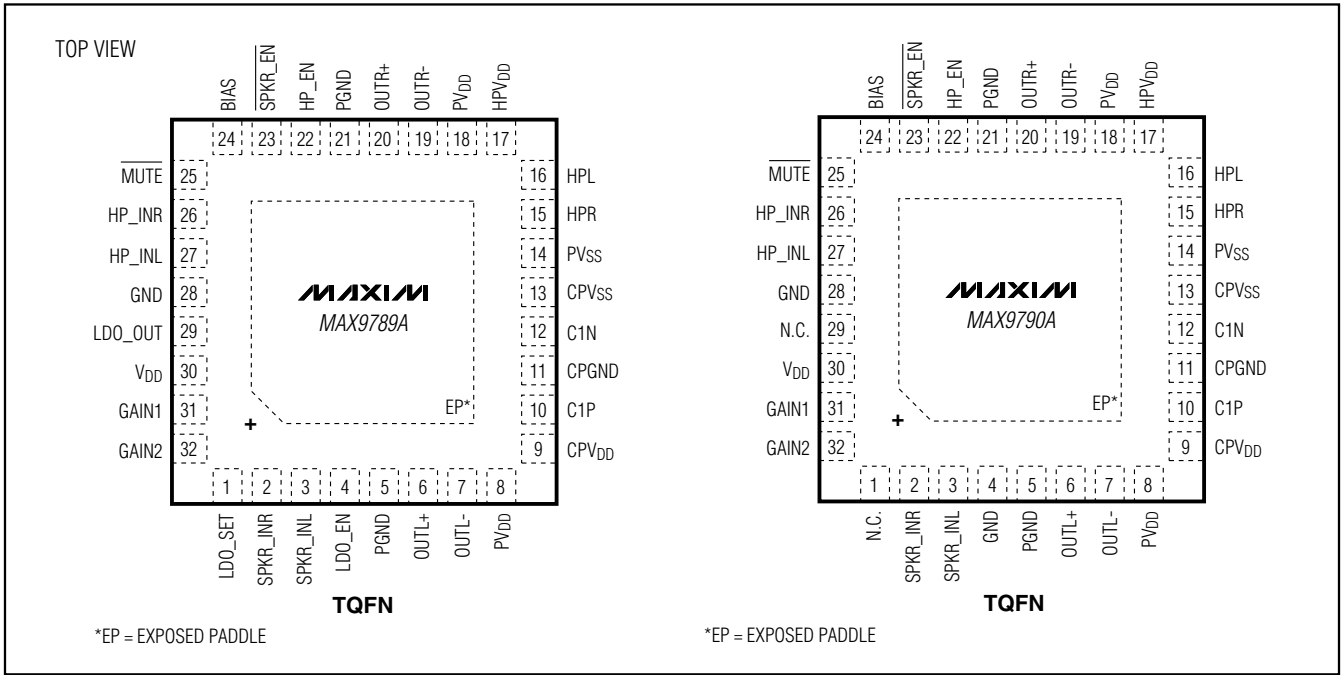 TOP VIEW
BIAS SPKR_EN HP_EN PGND OUTR+ OUTR- PVDD HPVDD
24 23 22 21 20 19 18 17
MUTE 25
HP_INR 26
HP_INL 27
GND 28
LDO_OUT 29
VDD 30
GAIN1 31
GAIN2 32
16 HPL
15 HPR
14 PVSS
13 CPVSS
12 C1N
11 CPGND
10 C1P
9 CPVDD
MAXIM
MAX9789A
EP*
+
1 2 3 4 5 6 7 8
LDO_SET SPKR_INR SPKR_INL LDO_EN PGND OUTL+ OUTL- PVDD
TQFN
*EP = EXPOSED PADDLE
BIAS SPKR_EN HP_EN PGND OUTR+ OUTR- PVDD HPVDD
24 23 22 21 20 19 18 17
MUTE 25
HP_INR 26
HP_INL 27
GND 28
N.C. 29
VDD 30
GAIN1 31
GAIN2 32
16 HPL
15 HPR
14 PVSS
13 CPVSS
12 C1N
11 CPGND
10 C1P
9 CPVDD
MAXIM
MAX9790A
EP*
+
1 2 3 4 5 6 7 8
N.C. SPKR_INR SPKR_INL GND PGND OUTL+ OUTL- PVDD
TQFN
*EP = EXPOSED PADDLE